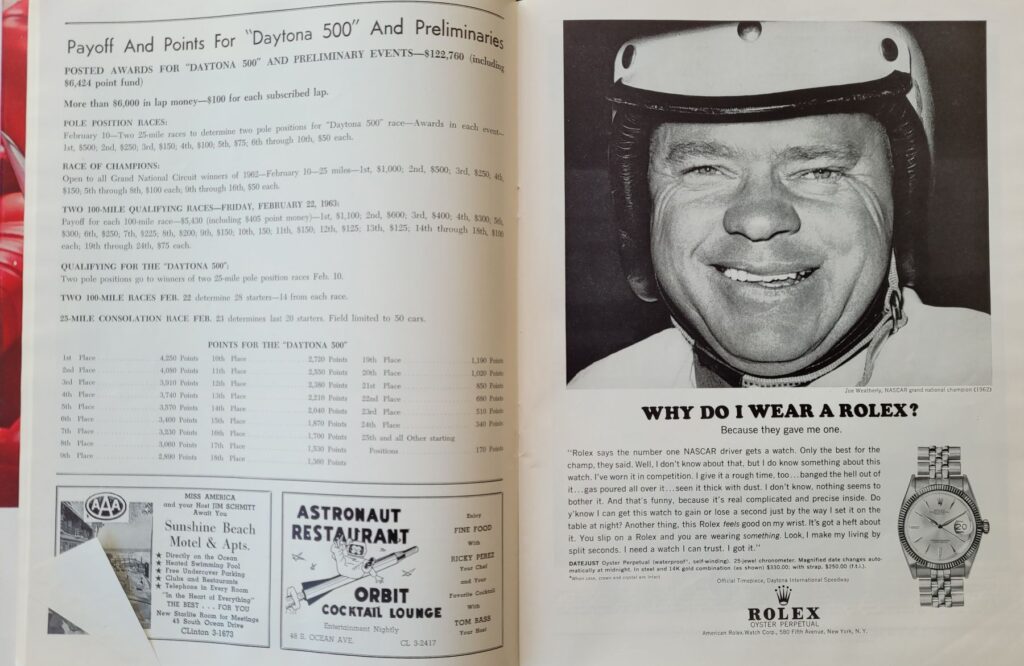 Payoff And Points For "Daytona 500" And Preliminaries
POSTED AWARDS FOR "DAYTONA 500" AND PRELIMINARY EVENTS—$122,760 (including
$6,424 point fund)
More than $6,000 in lap money—$100 for each subscribed lap.
POLE POSITION RACES:
February 10—Two 25-mile races to determine two pole positions for "Daytona 500" race—Awards in each event—
1st, $500; 2nd, $250; 3rd, $150; 4th, $100; 5th, $75; 6th through 10th, $50 each.
RACE OF CHAMPIONS:
Open to all Grand National Circuit winners of 1962—February 10—25 miles—1st, $1,000; 2nd, $500; 3rd, $250, 4th,
$150; 5th through 8th, $100 each; 9th through 16th, $50 each.
TWO 100-MILE QUALIFYING RACES—FRIDAY, FEBRUARY 22, 1963:
Payoff for each 100-mile race—$5,430 (including $405 point money)—1st, $1,100; 2nd, $600; 3rd, $400; 4th, $300; 5th,
$300; 6th, $250; 7th, $225; 8th, $200; 9th, $150; 10th, 150; 11th, $150; 12th, $125; 13th, $125; 14th through 18th, $100
each; 19th through 24th, $75 each.
QUALIFYING FOR THE "DAYTONA 500":
Two pole positions go to winners of two 25-mile pole position races Feb. 10.
TWO 100-MILE RACES FEB. 22 determine 28 starters—14 from each race.
25-MILE CONSOLATION RACE FEB. 23 determines last 20 starters. Field limited to 50 cars.
POINTS FOR THE "DAYTONA 500"
1st Place 4,250 Points
2nd Place 4,080 Points
3rd Place 3,910 Points
4th Place 3,740 Points
5th Place 3,570 Points
6th Place 3,400 Points
7th Place 3,230 Points
8th Place 3,060 Points
9th Place 2,890 Points
10th Place 2,720 Points
11th Place 2,550 Points
12th Place 2,380 Points
13th Place 2,210 Points
14th Place 2,040 Points
15th Place 1,870 Points
16th Place 1,700 Points
17th Place 1,530 Points
18th Place 1,360 Points
19th Place 1,190 Points
20th Place 1,020 Points
21st Place 850 Points
22nd Place 680 Points
23rd Place 510 Points
24th Place 340 Points
25th and all Other starting
Positions 170 Points
AAA
MISS AMERICA
and your Host JIM SCHMITT
Await You
Sunshine Beach
Motel & Apts.
★ Directly on the Ocean
★ Heated Swimming Pool
★ Free Undercover Parking
★ Clubs and Restaurants
★ Telephone in Every Room
"In the Heart of Everything"
THE BEST . . . FOR YOU
New Starlite Room for Meetings
43 South Ocean Drive
CLinton 3-1673
ASTRONAUT
RESTAURANT
ORBIT
COCKTAIL LOUNGE
Entertainment Nightly
48 S. OCEAN AVE. CL 3-2417
Enjoy
FINE FOOD
With
RICKY PEREZ
Your Chef
and Your
Favorite Cocktail
With
TOM BASS
Your Host
Joe Weatherly, NASCAR grand national champion (1962)
WHY DO I WEAR A ROLEX?
Because they gave me one.
"Rolex says the number one NASCAR driver gets a watch. Only the best for the
champ, they said. Well, I don't know about that, but I do know something about this
watch. I've worn it in competition. I give it a rough time, too...banged the hell out of
it...gas poured all over it...seen it thick with dust. I don't know, nothing seems to
bother it. And that's funny, because it's real complicated and precise inside. Do
y'know I can get this watch to gain or lose a second just by the way I set it on the
table at night? Another thing, this Rolex feels good on my wrist. It's got a heft about
it. You slip on a Rolex and you are wearing something. Look, I make my living by
split seconds. I need a watch I can trust. I got it."
DATEJUST Oyster Perpetual (waterproof*, self-winding). 25-jewel chronometer. Magnified date changes auto-
matically at midnight. In steel and 14K gold combination (as shown) $330.00; with strap, $250.00 (f.t.i.).
*When case, crown and crystal are intact.
20
Official Timepiece, Daytona International Speedway
ROLEX
OYSTER PERPETUAL
American Rolex Watch Corp., 580 Fifth Avenue, New York, N. Y.